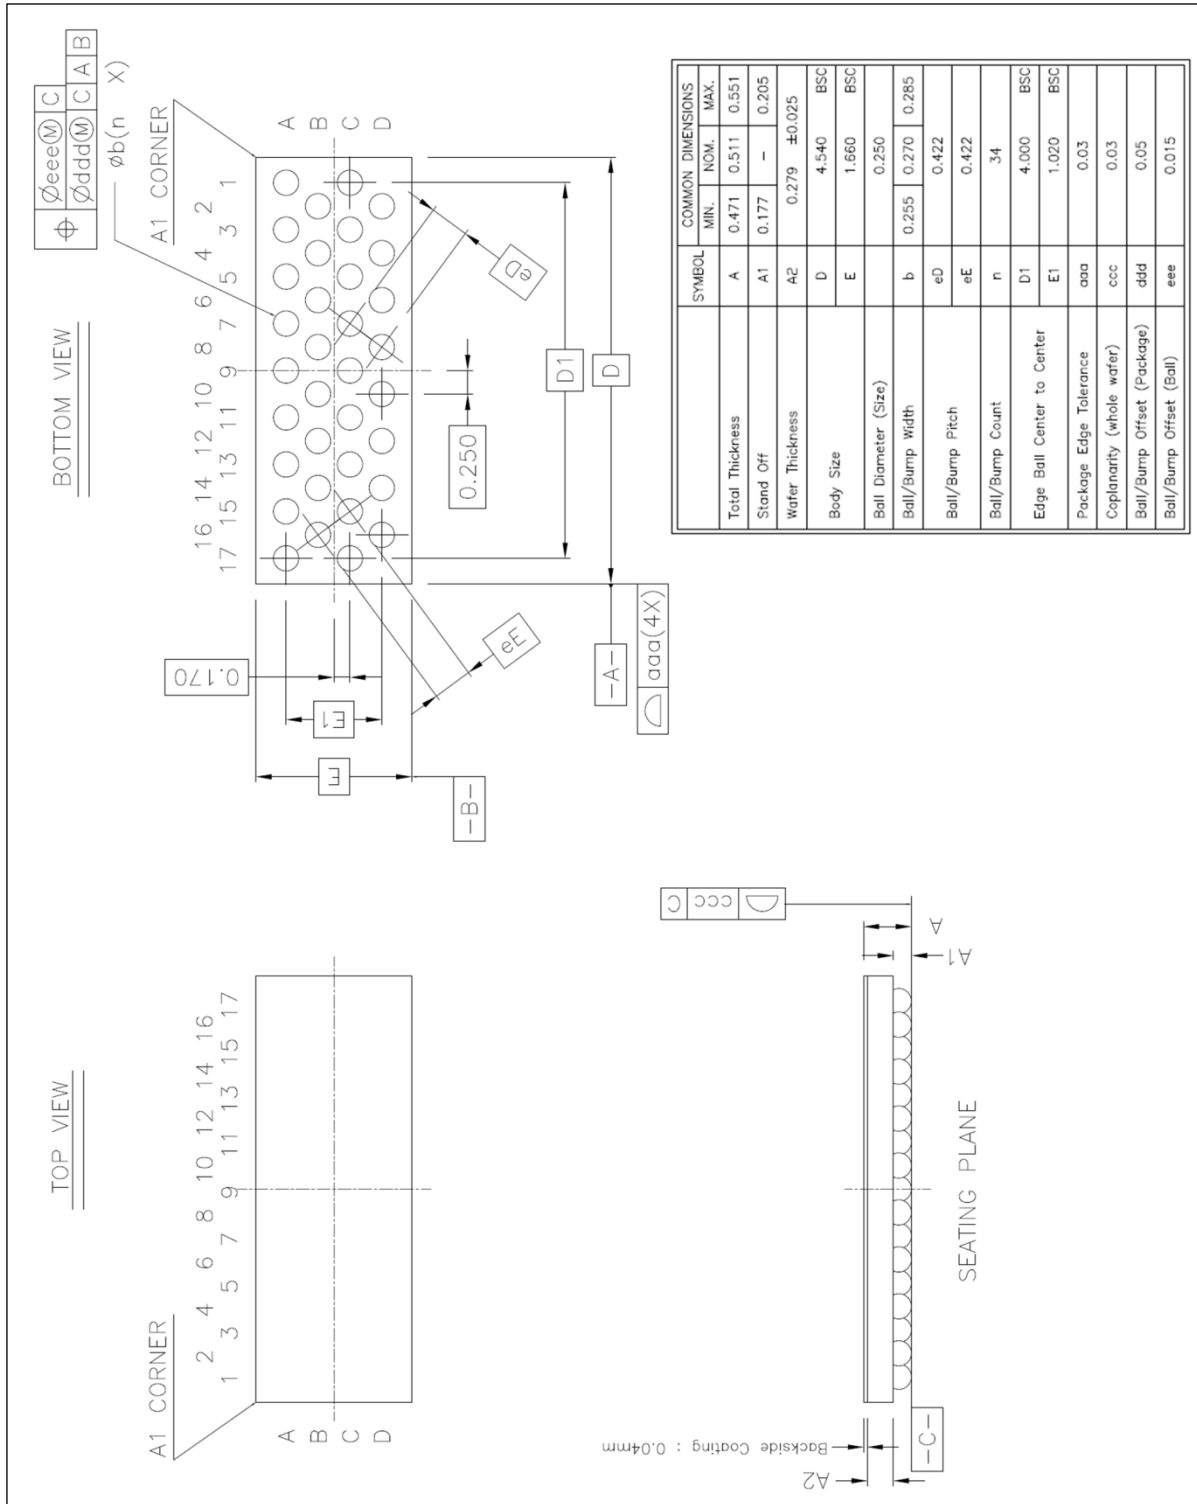 TOP VIEW
A1 CORNER
1 2 3 4 5 6 7 8 9 10 11 12 13 14 15 16 17
A
B
C
D
BOTTOM VIEW
⌖ Øeee Ⓜ C
Øddd Ⓜ C A B
Øb(n X)
A1 CORNER
17 16 15 14 13 12 11 10 9 8 7 6 5 4 3 2 1
A
B
C
D
0.170
E1
E
-B-
eE
0.250
eD
D1
D
-A-
⌓ aaa(4X)
Backside Coating : 0.04mm
A2
-C-
SEATING PLANE
A1
A
⌓ ccc C
SYMBOL COMMON DIMENSIONS
MIN. NOM. MAX.
Total Thickness A 0.471 0.511 0.551
Stand Off A1 0.177 – 0.205
Wafer Thickness A2 0.279 ±0.025
Body Size D 4.540 BSC
E 1.660 BSC
Ball Diameter (Size) 0.250
Ball/Bump Width b 0.255 0.270 0.285
Ball/Bump Pitch eD 0.422
eE 0.422
Ball/Bump Count n 34
Edge Ball Center to Center D1 4.000 BSC
E1 1.020 BSC
Package Edge Tolerance aaa 0.03
Coplanarity (whole wafer) ccc 0.03
Ball/Bump Offset (Package) ddd 0.05
Ball/Bump Offset (Ball) eee 0.015